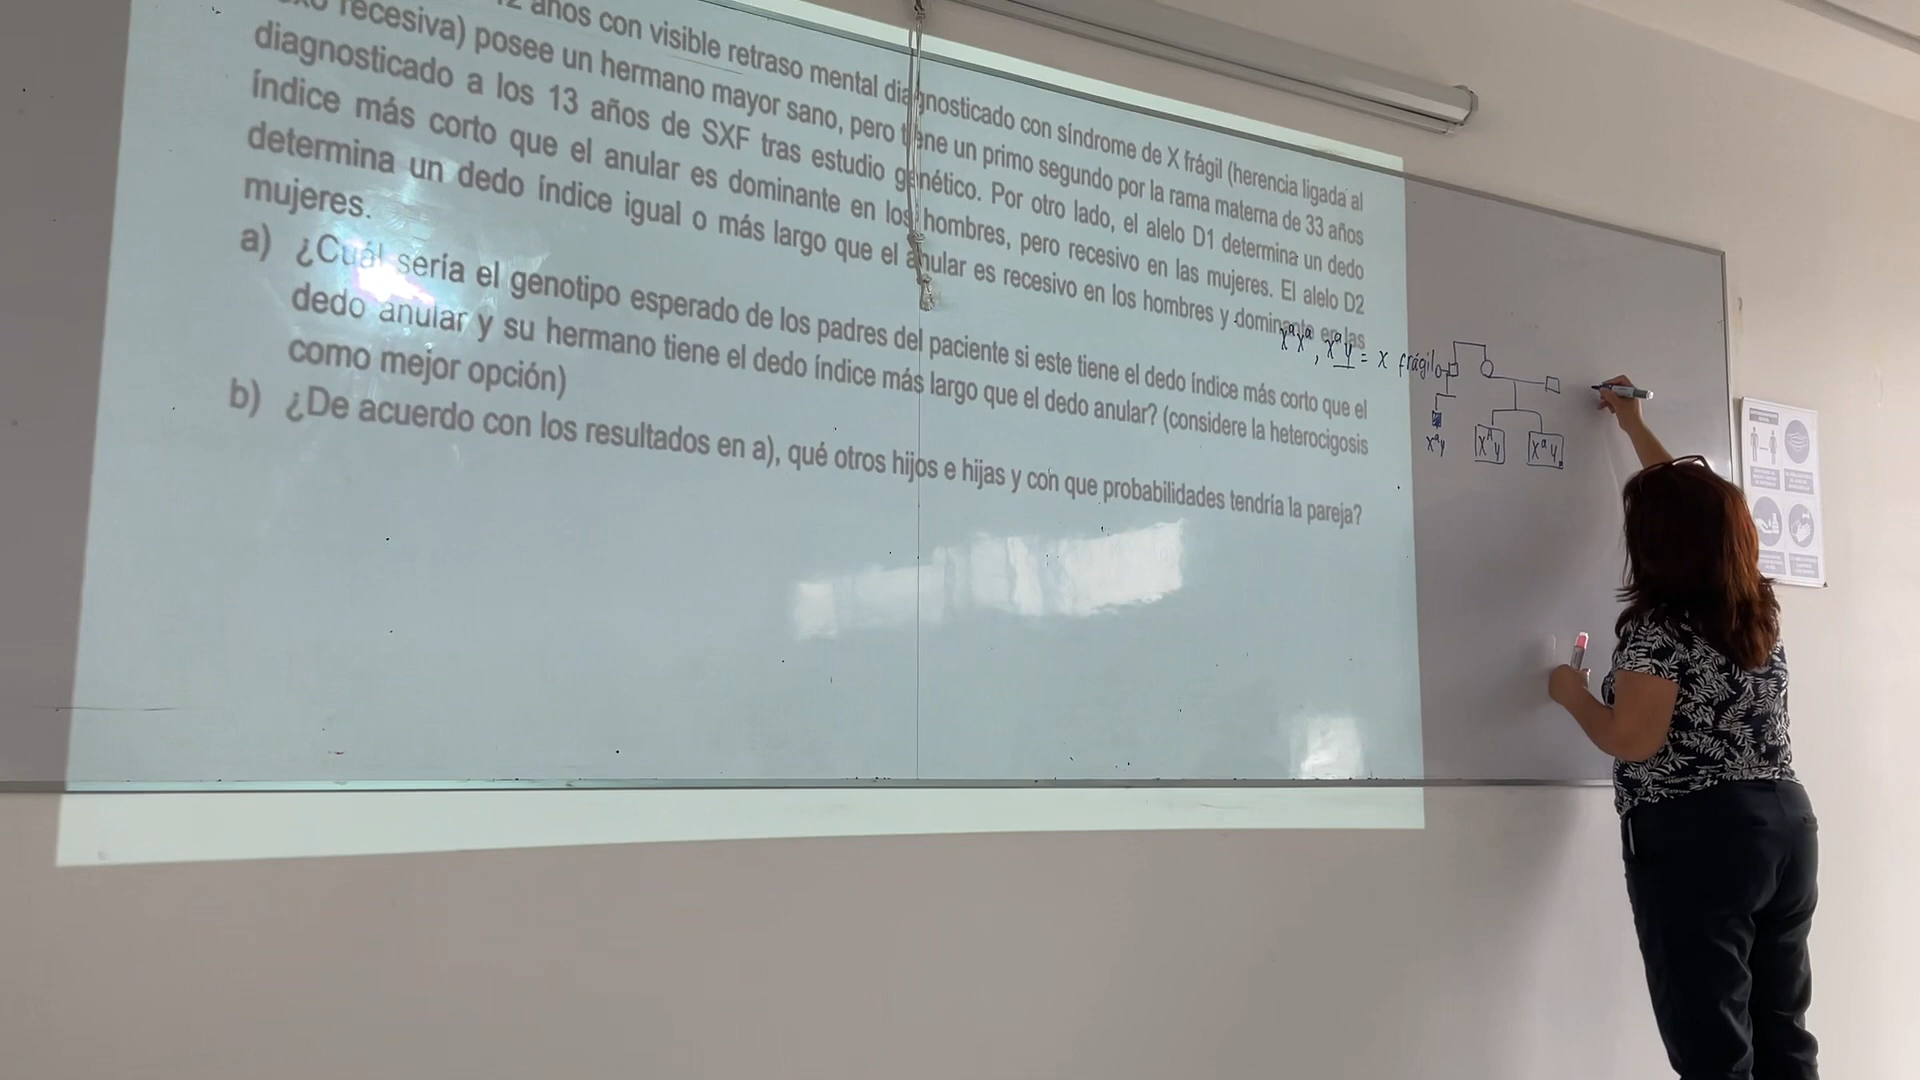 años con visible retraso mental diagnosticado con síndrome de X frágil (herencia ligada al
recesiva) posee un hermano mayor sano, pero tiene un primo segundo por la rama materna de 33 años
diagnosticado a los 13 años de SXF tras estudio genético. Por otro lado, el alelo D1 determina un dedo
índice más corto que el anular es dominante en los hombres, pero recesivo en las mujeres. El alelo D2
determina un dedo índice igual o más largo que el anular es recesivo en los hombres y dominante en las
mujeres.
a) ¿Cuál sería el genotipo esperado de los padres del paciente si este tiene el dedo índice más corto que el
dedo anular y su hermano tiene el dedo índice más largo que el dedo anular? (considere la heterocigosis
como mejor opción)
b) ¿De acuerdo con los resultados en a), qué otros hijos e hijas y con que probabilidades tendría la pareja?
XᵃXᵃ, XᵃY = X frágil
XᵃY
XᴬY
XᵃY